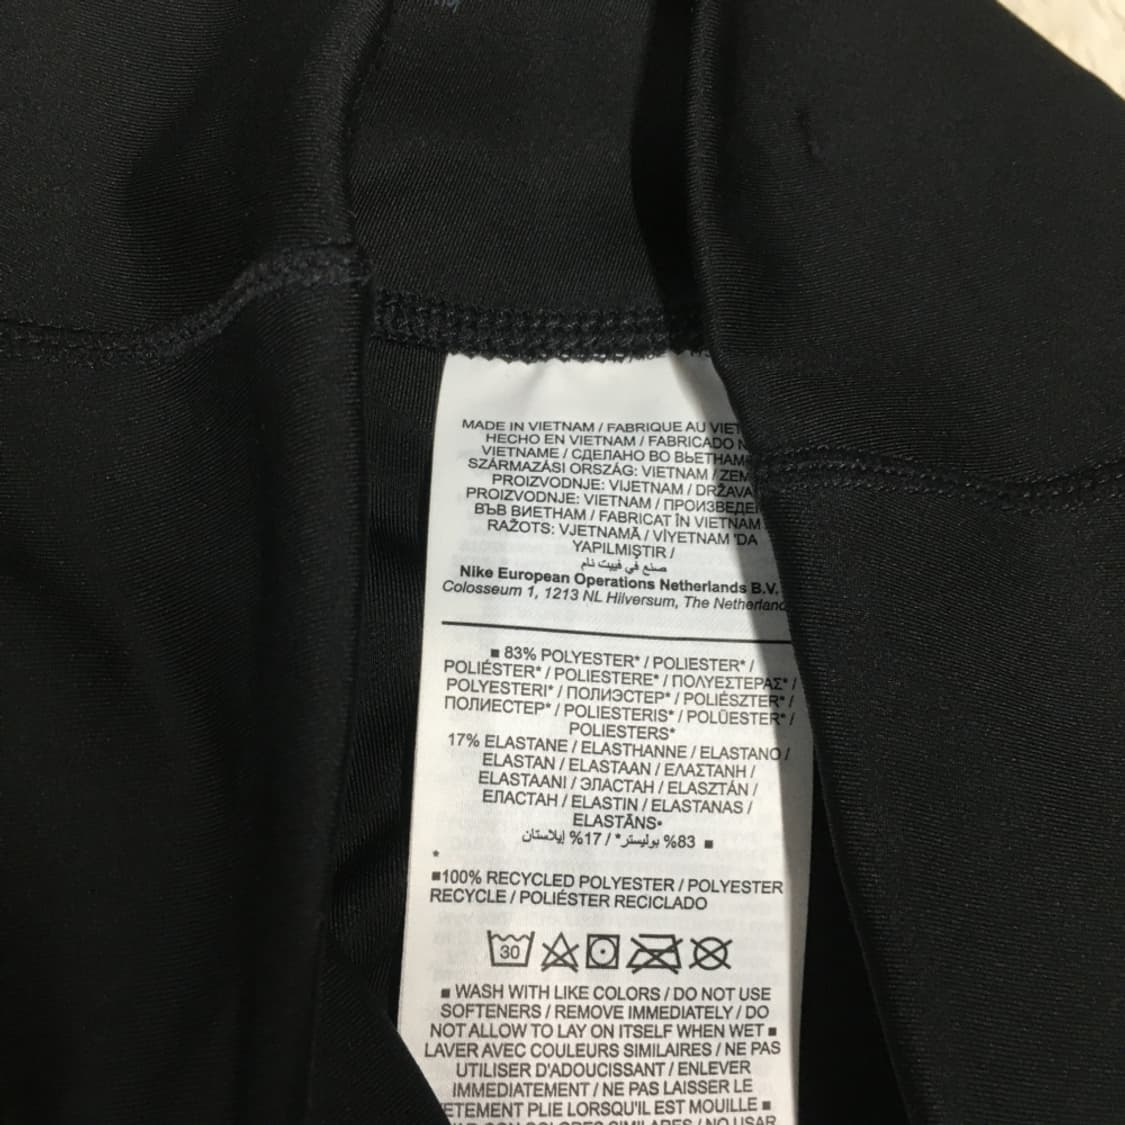 MADE IN VIETNAM / FABRIQUE AU VIET
HECHO EN VIETNAM / FABRICADO N
VIETNAME / СДЕЛАНО ВО ВЬЕТНАМ
SZÁRMAZÁSI ORSZÁG: VIETNAM / ZEM
PROIZVODNJE: VIJETNAM / DRŽAVA
PROIZVODNJE: VIETNAM / ПРОИЗВЕДЕН
ВЪВ ВИЕТНАМ / FABRICAT ÎN VIETNAM
RAŽOTS: VJETNAMĀ / VİYETNAM 'DA
YAPILMIŞTIR /
صنع في فييت نام
Nike European Operations Netherlands B.V.
Colosseum 1, 1213 NL Hilversum, The Netherland
■ 83% POLYESTER* / POLIESTER* /
POLIÉSTER* / POLIESTERE* / ΠΟΛΥΕΣΤΕΡΑΣ* /
POLYESTERI* / ПОЛИЭСТЕР* / POLIÉSZTER* /
ПОЛИЕСТЕР* / POLIESTERIS* / POLÜESTER* /
POLIESTERS*
17% ELASTANE / ELASTHANNE / ELASTANO /
ELASTAN / ELASTAAN / ΕΛΑΣΤΑΝΗ /
ELASTAANI / ЭЛАСТАН / ELASZTÁN /
ЕЛАСТАН / ELASTIN / ELASTANAS /
ELASTĀNS*
■ 83% بوليستر* / 17% إيلاستان
*
■100% RECYCLED POLYESTER / POLYESTER
RECYCLE / POLIÉSTER RECICLADO
30
■ WASH WITH LIKE COLORS / DO NOT USE
SOFTENERS / REMOVE IMMEDIATELY / DO
NOT ALLOW TO LAY ON ITSELF WHEN WET ■
LAVER AVEC COULEURS SIMILAIRES / NE PAS
UTILISER D'ADOUCISSANT / ENLEVER
IMMEDIATEMENT / NE PAS LAISSER LE
ETEMENT PLIE LORSQU'IL EST MOUILLE ■